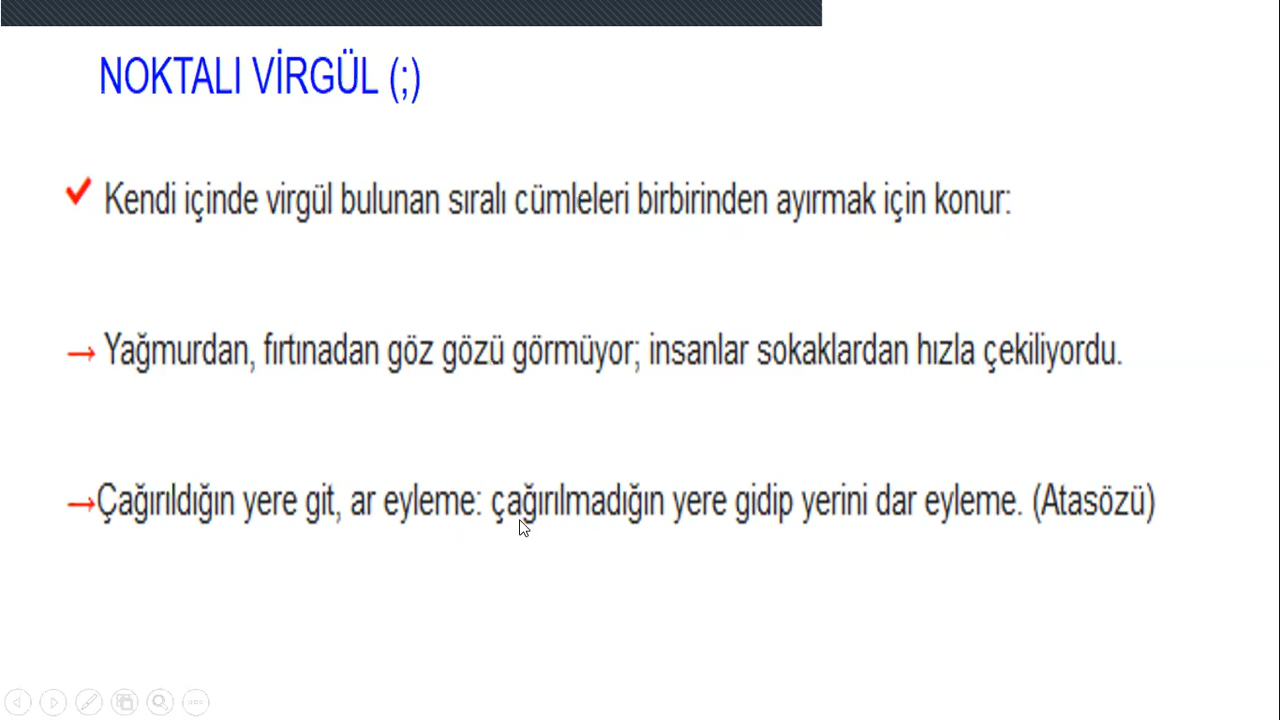 NOKTALI VİRGÜL (;)
✓ Kendi içinde virgül bulunan sıralı cümleleri birbirinden ayırmak için konur:
→ Yağmurdan, fırtınadan göz gözü görmüyor; insanlar sokaklardan hızla çekiliyordu.
→Çağırıldığın yere git, ar eyleme: çağırılmadığın yere gidip yerini dar eyleme. (Atasözü)